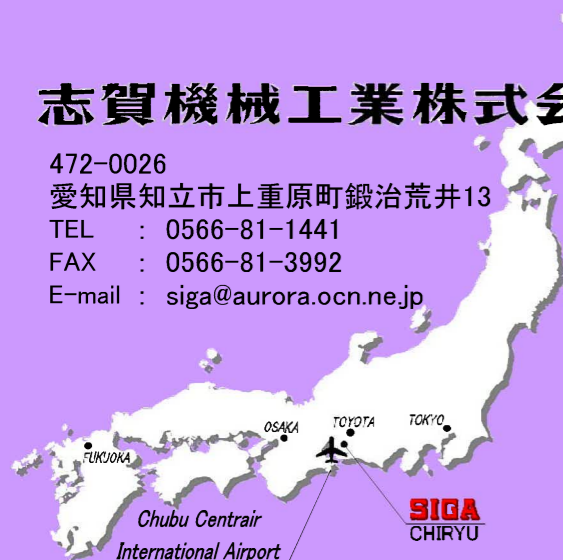 志賀機械工業株式会
472-0026
愛知県知立市上重原町鍛治荒井13
TEL : 0566-81-1441
FAX : 0566-81-3992
E-mail : siga@aurora.ocn.ne.jp
OSAKA
TOYOTA
TOKYO
FUKUOKA
SIGA
CHIRYU
Chubu Centrair
International Airport